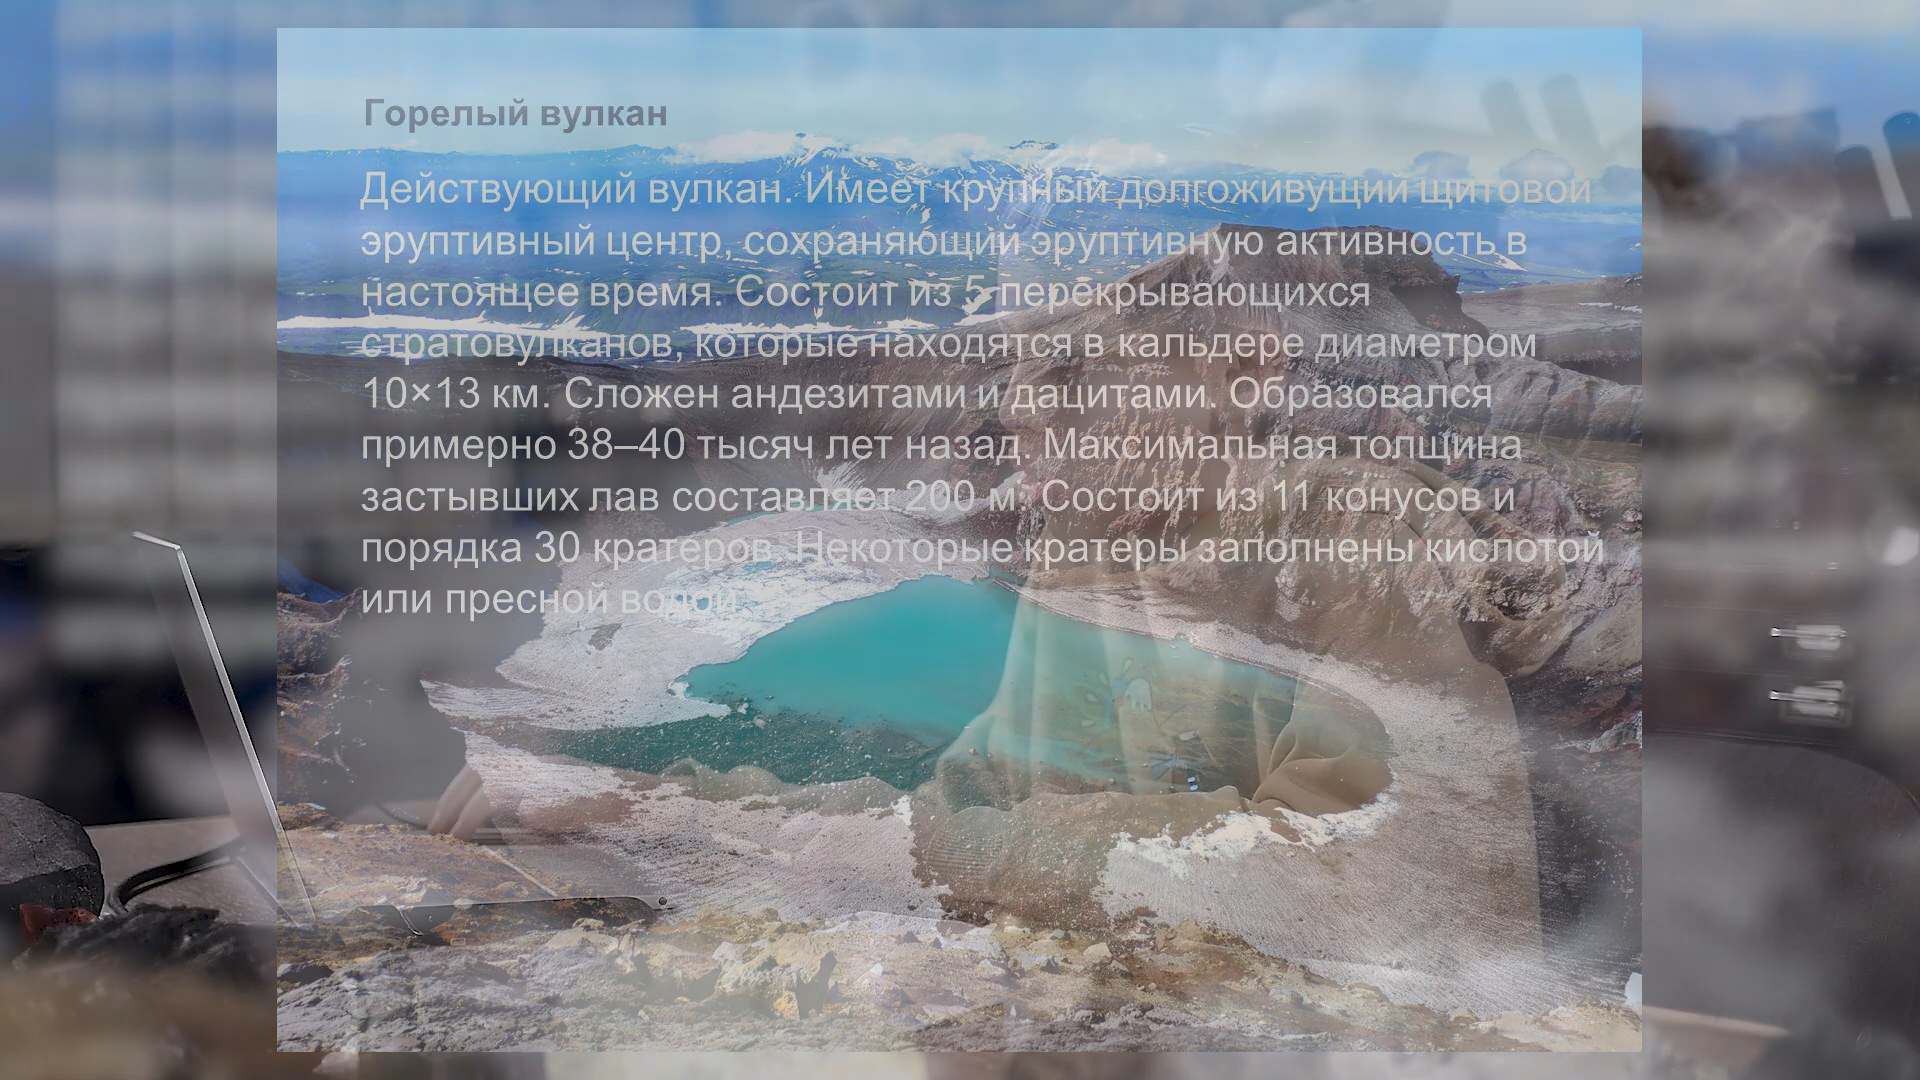 Горелый вулкан
Действующий вулкан. Имеет крупный долгоживущий щитовой
эруптивный центр, сохраняющий эруптивную активность в
настоящее время. Состоит из 5 перекрывающихся
стратовулканов, которые находятся в кальдере диаметром
10×13 км. Сложен андезитами и дацитами. Образовался
примерно 38–40 тысяч лет назад. Максимальная толщина
застывших лав составляет 200 м. Состоит из 11 конусов и
порядка 30 кратеров. Некоторые кратеры заполнены кислотой
или пресной водой.